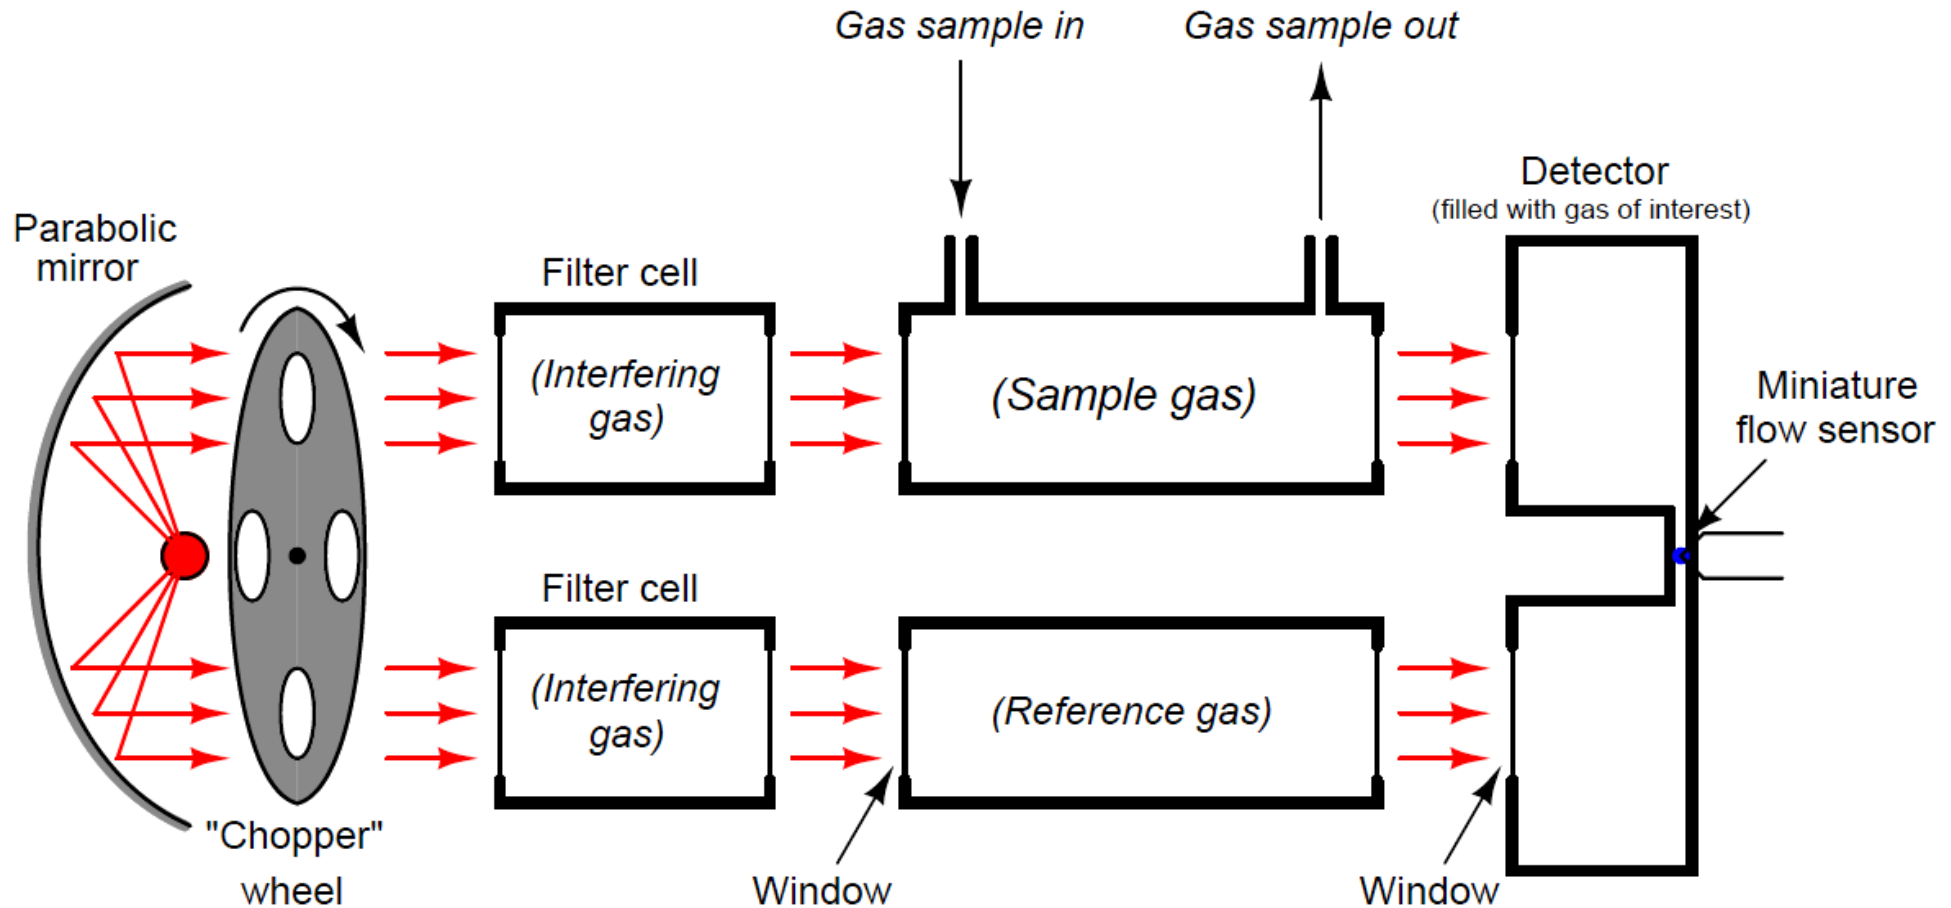 Gas sample in
Gas sample out
Detector
(filled with gas of interest)
Parabolic
mirror
Filter cell
(Interfering
gas)
(Sample gas)
Miniature
flow sensor
Filter cell
(Interfering
gas)
(Reference gas)
"Chopper"
wheel
Window
Window